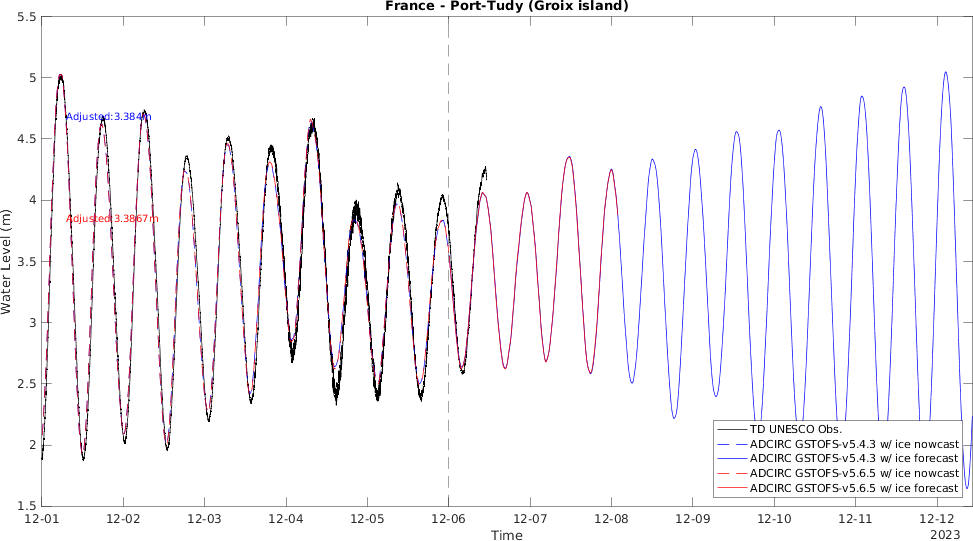 France - Port-Tudy (Groix island)
5.5
5
4.5
4
3.5
3
2.5
2
1.5
Water Level (m)
Adjusted:3.384m
Adjusted:3.3867m
TD UNESCO Obs.
ADCIRC GSTOFS-v5.4.3 w/ ice nowcast
ADCIRC GSTOFS-v5.4.3 w/ ice forecast
ADCIRC GSTOFS-v5.6.5 w/ ice nowcast
ADCIRC GSTOFS-v5.6.5 w/ ice forecast
12-01 12-02 12-03 12-04 12-05 12-06 12-07 12-08 12-09 12-10 12-11 12-12
Time 2023